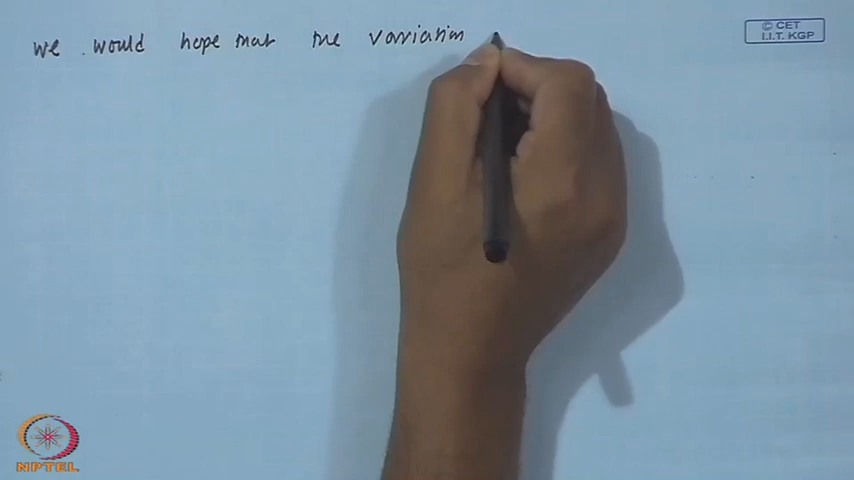 we would hope that the variation
© CET
I.I.T. KGP
NPTEL